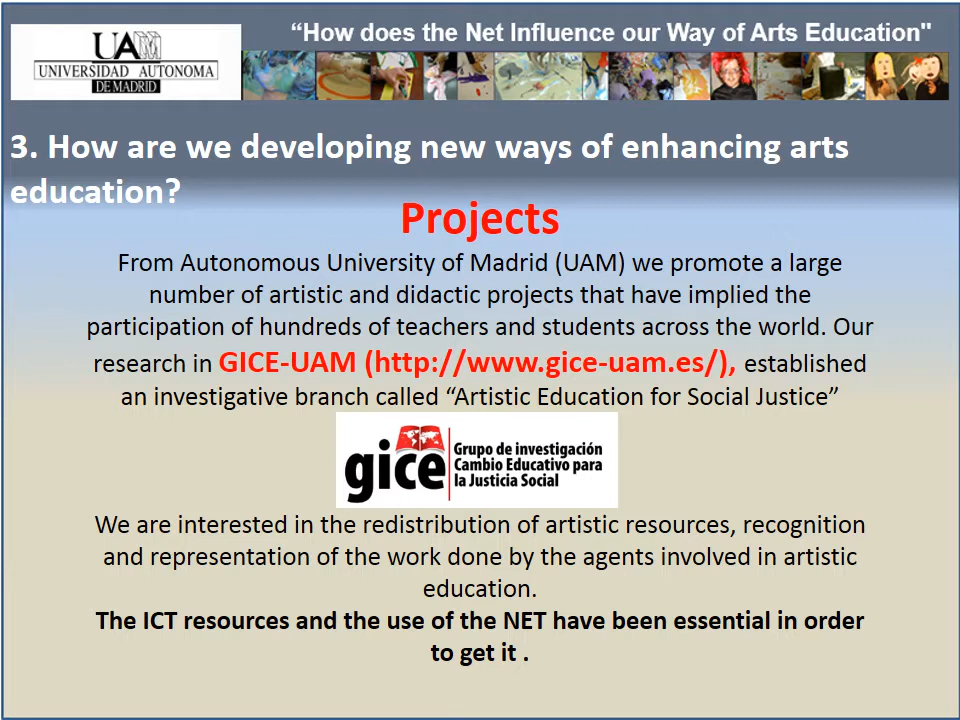 UAM
UNIVERSIDAD AUTONOMA
DE MADRID
“How does the Net Influence our Way of Arts Education"
3. How are we developing new ways of enhancing arts
education?
Projects
From Autonomous University of Madrid (UAM) we promote a large
number of artistic and didactic projects that have implied the
participation of hundreds of teachers and students across the world. Our
research in GICE-UAM (http://www.gice-uam.es/), established
an investigative branch called “Artistic Education for Social Justice”
gice
Grupo de investigación
Cambio Educativo para
la Justicia Social
We are interested in the redistribution of artistic resources, recognition
and representation of the work done by the agents involved in artistic
education.
The ICT resources and the use of the NET have been essential in order
to get it .